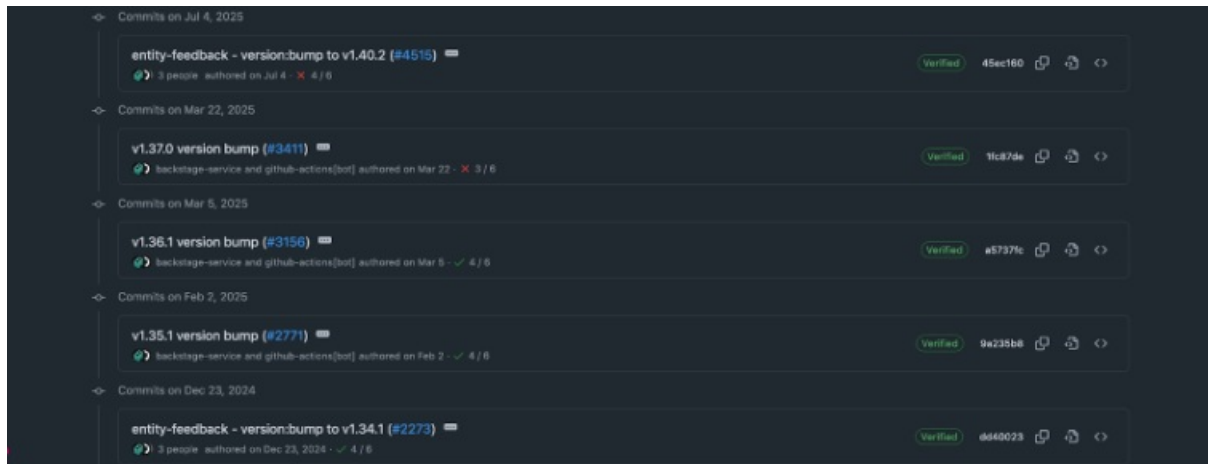 Commits on Jul 4, 2025
entity-feedback - version:bump to v1.40.2 (#4515)
Verified 45ec160
3 people authored on Jul 4 · 4 / 6
Commits on Mar 22, 2025
v1.37.0 version bump (#3411)
Verified 1fc87de
backstage-service and github-actions[bot] authored on Mar 22 · 3 / 6
Commits on Mar 5, 2025
v1.36.1 version bump (#3156)
Verified a5737fc
backstage-service and github-actions[bot] authored on Mar 5 · 4 / 6
Commits on Feb 2, 2025
v1.35.1 version bump (#2771)
Verified 9a235b8
backstage-service and github-actions[bot] authored on Feb 2 · 4 / 6
Commits on Dec 23, 2024
entity-feedback - version:bump to v1.34.1 (#2273)
Verified dd40023
3 people authored on Dec 23, 2024 · 4 / 6